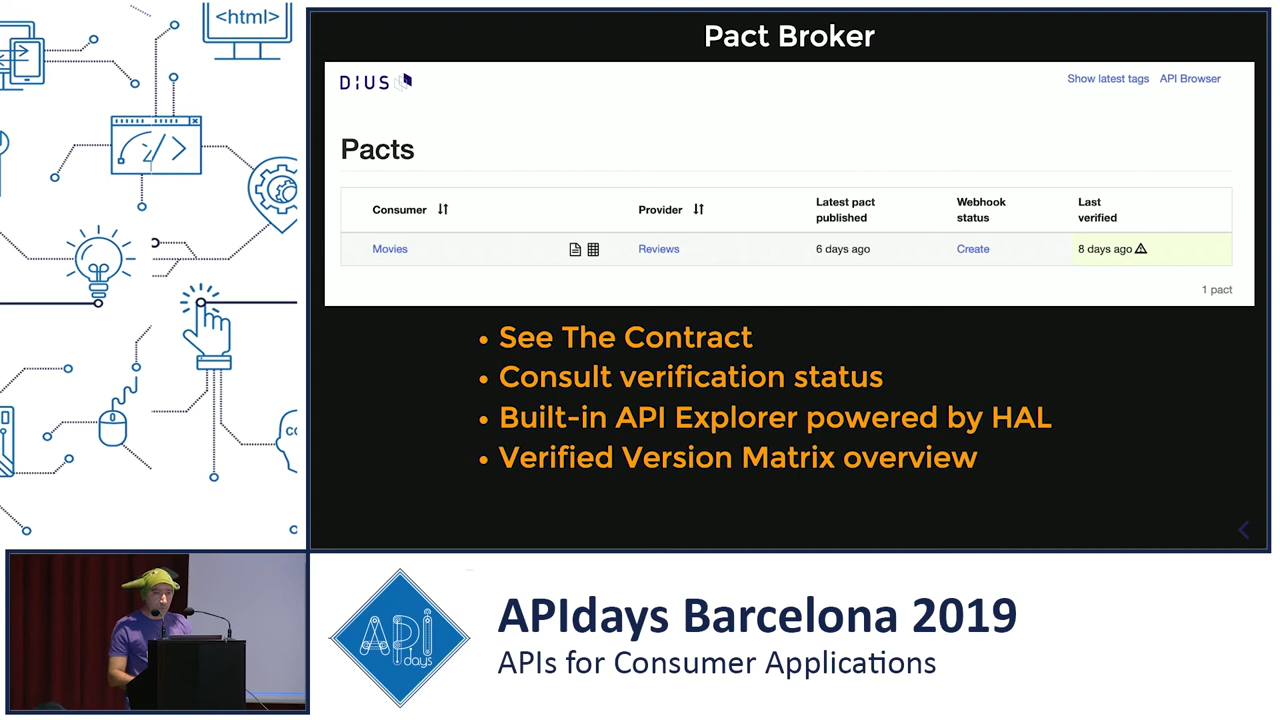 <html>
Pact Broker
DiUS
Show latest tags API Browser
Pacts
Consumer Provider Latest pact published Webhook status Last verified
Movies Reviews 6 days ago Create 8 days ago
1 pact
• See The Contract
• Consult verification status
• Built-in API Explorer powered by HAL
• Verified Version Matrix overview
API
days
APIdays Barcelona 2019
APIs for Consumer Applications